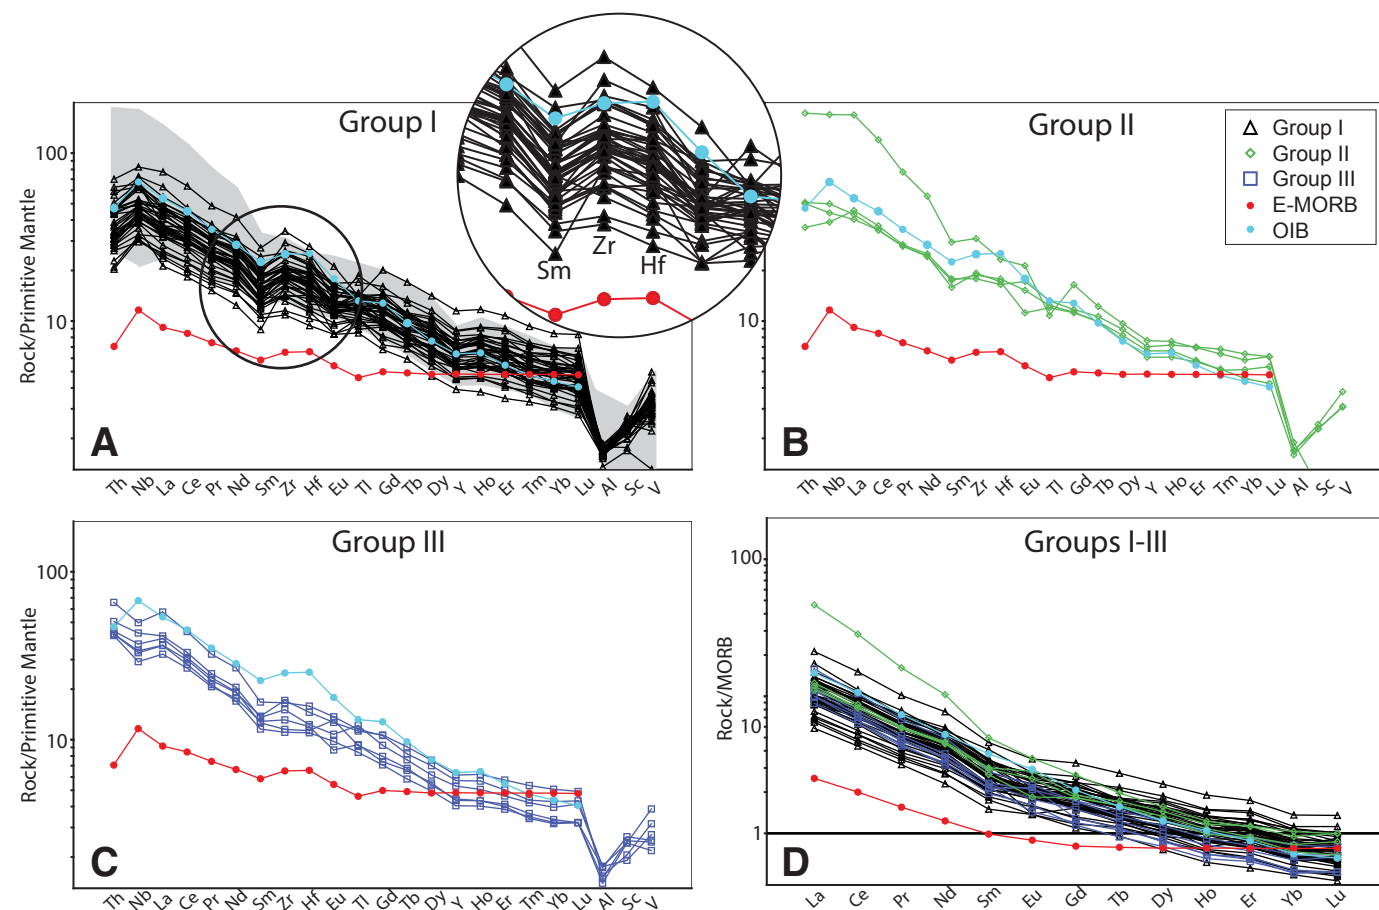 Group I
Sm
Zr
Hf
Rock/Primitive Mantle
100
10
A
Th Nb La Ce Pr Nd Sm Zr Hf Eu TI Gd Tb Dy Y Ho Er Tm Yb Lu Al Sc V
Group II
Group I
Group II
Group III
E-MORB
OIB
100
10
B
Th Nb La Ce Pr Nd Sm Zr Hf Eu TI Gd Tb Dy Y Ho Er Tm Yb Lu Al Sc V
Group III
Rock/Primitive Mantle
100
10
C
Th Nb La Ce Pr Nd Sm Zr Hf Eu TI Gd Tb Dy Y Ho Er Tm Yb Lu Al Sc V
Groups I-III
Rock/MORB
100
10
1
D
La Ce Pr Nd Sm Eu Gd Tb Dy Ho Er Yb Lu